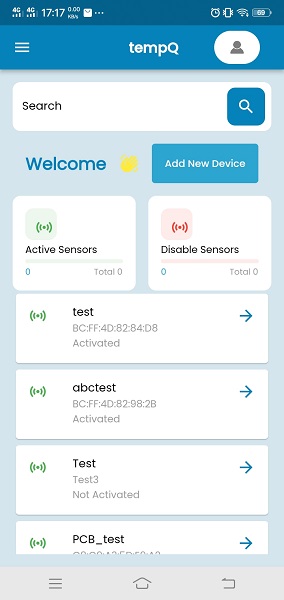 4G 4G 17:17 0.00 KB/s 69
tempQ
Search
Welcome
Add New Device
Active Sensors
0 Total 0
Disable Sensors
0 Total 0
test
BC:FF:4D:82:84:D8
Activated
abctest
BC:FF:4D:82:98:2B
Activated
Test
Test3
Not Activated
PCB_test